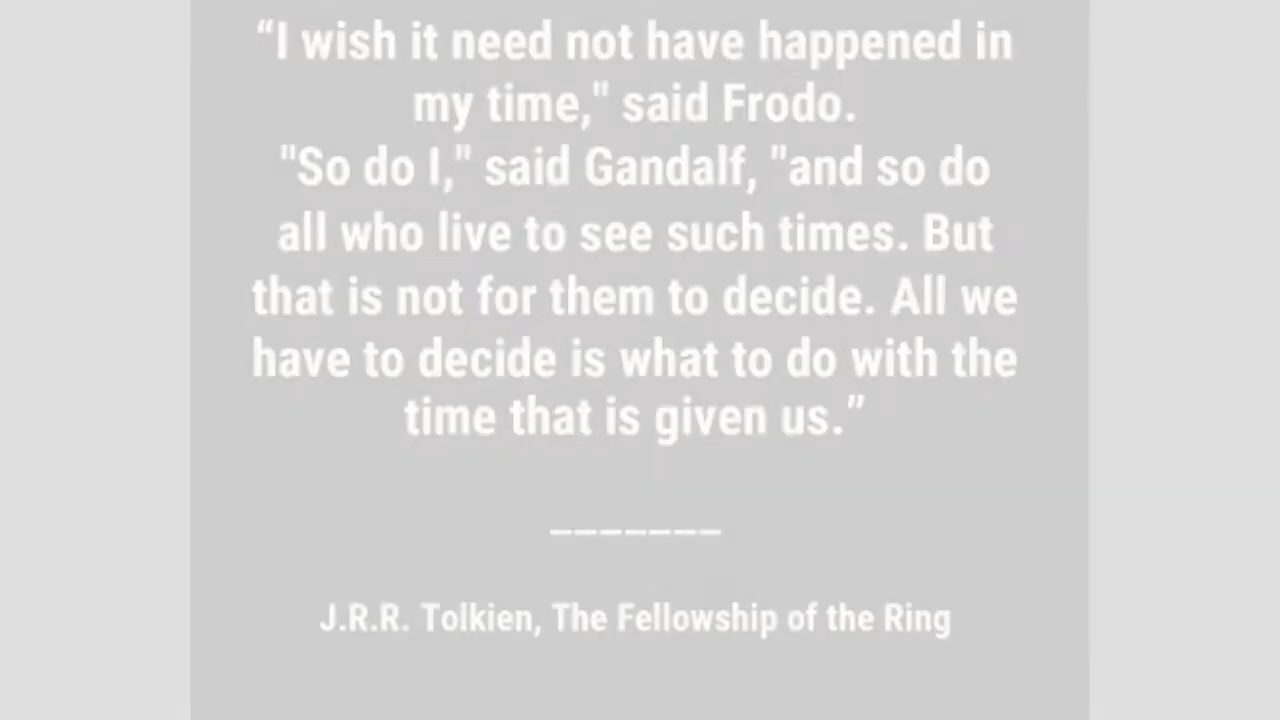 “I wish it need not have happened in
my time," said Frodo.
"So do I," said Gandalf, "and so do
all who live to see such times. But
that is not for them to decide. All we
have to decide is what to do with the
time that is given us.”
_______
J.R.R. Tolkien, The Fellowship of the Ring